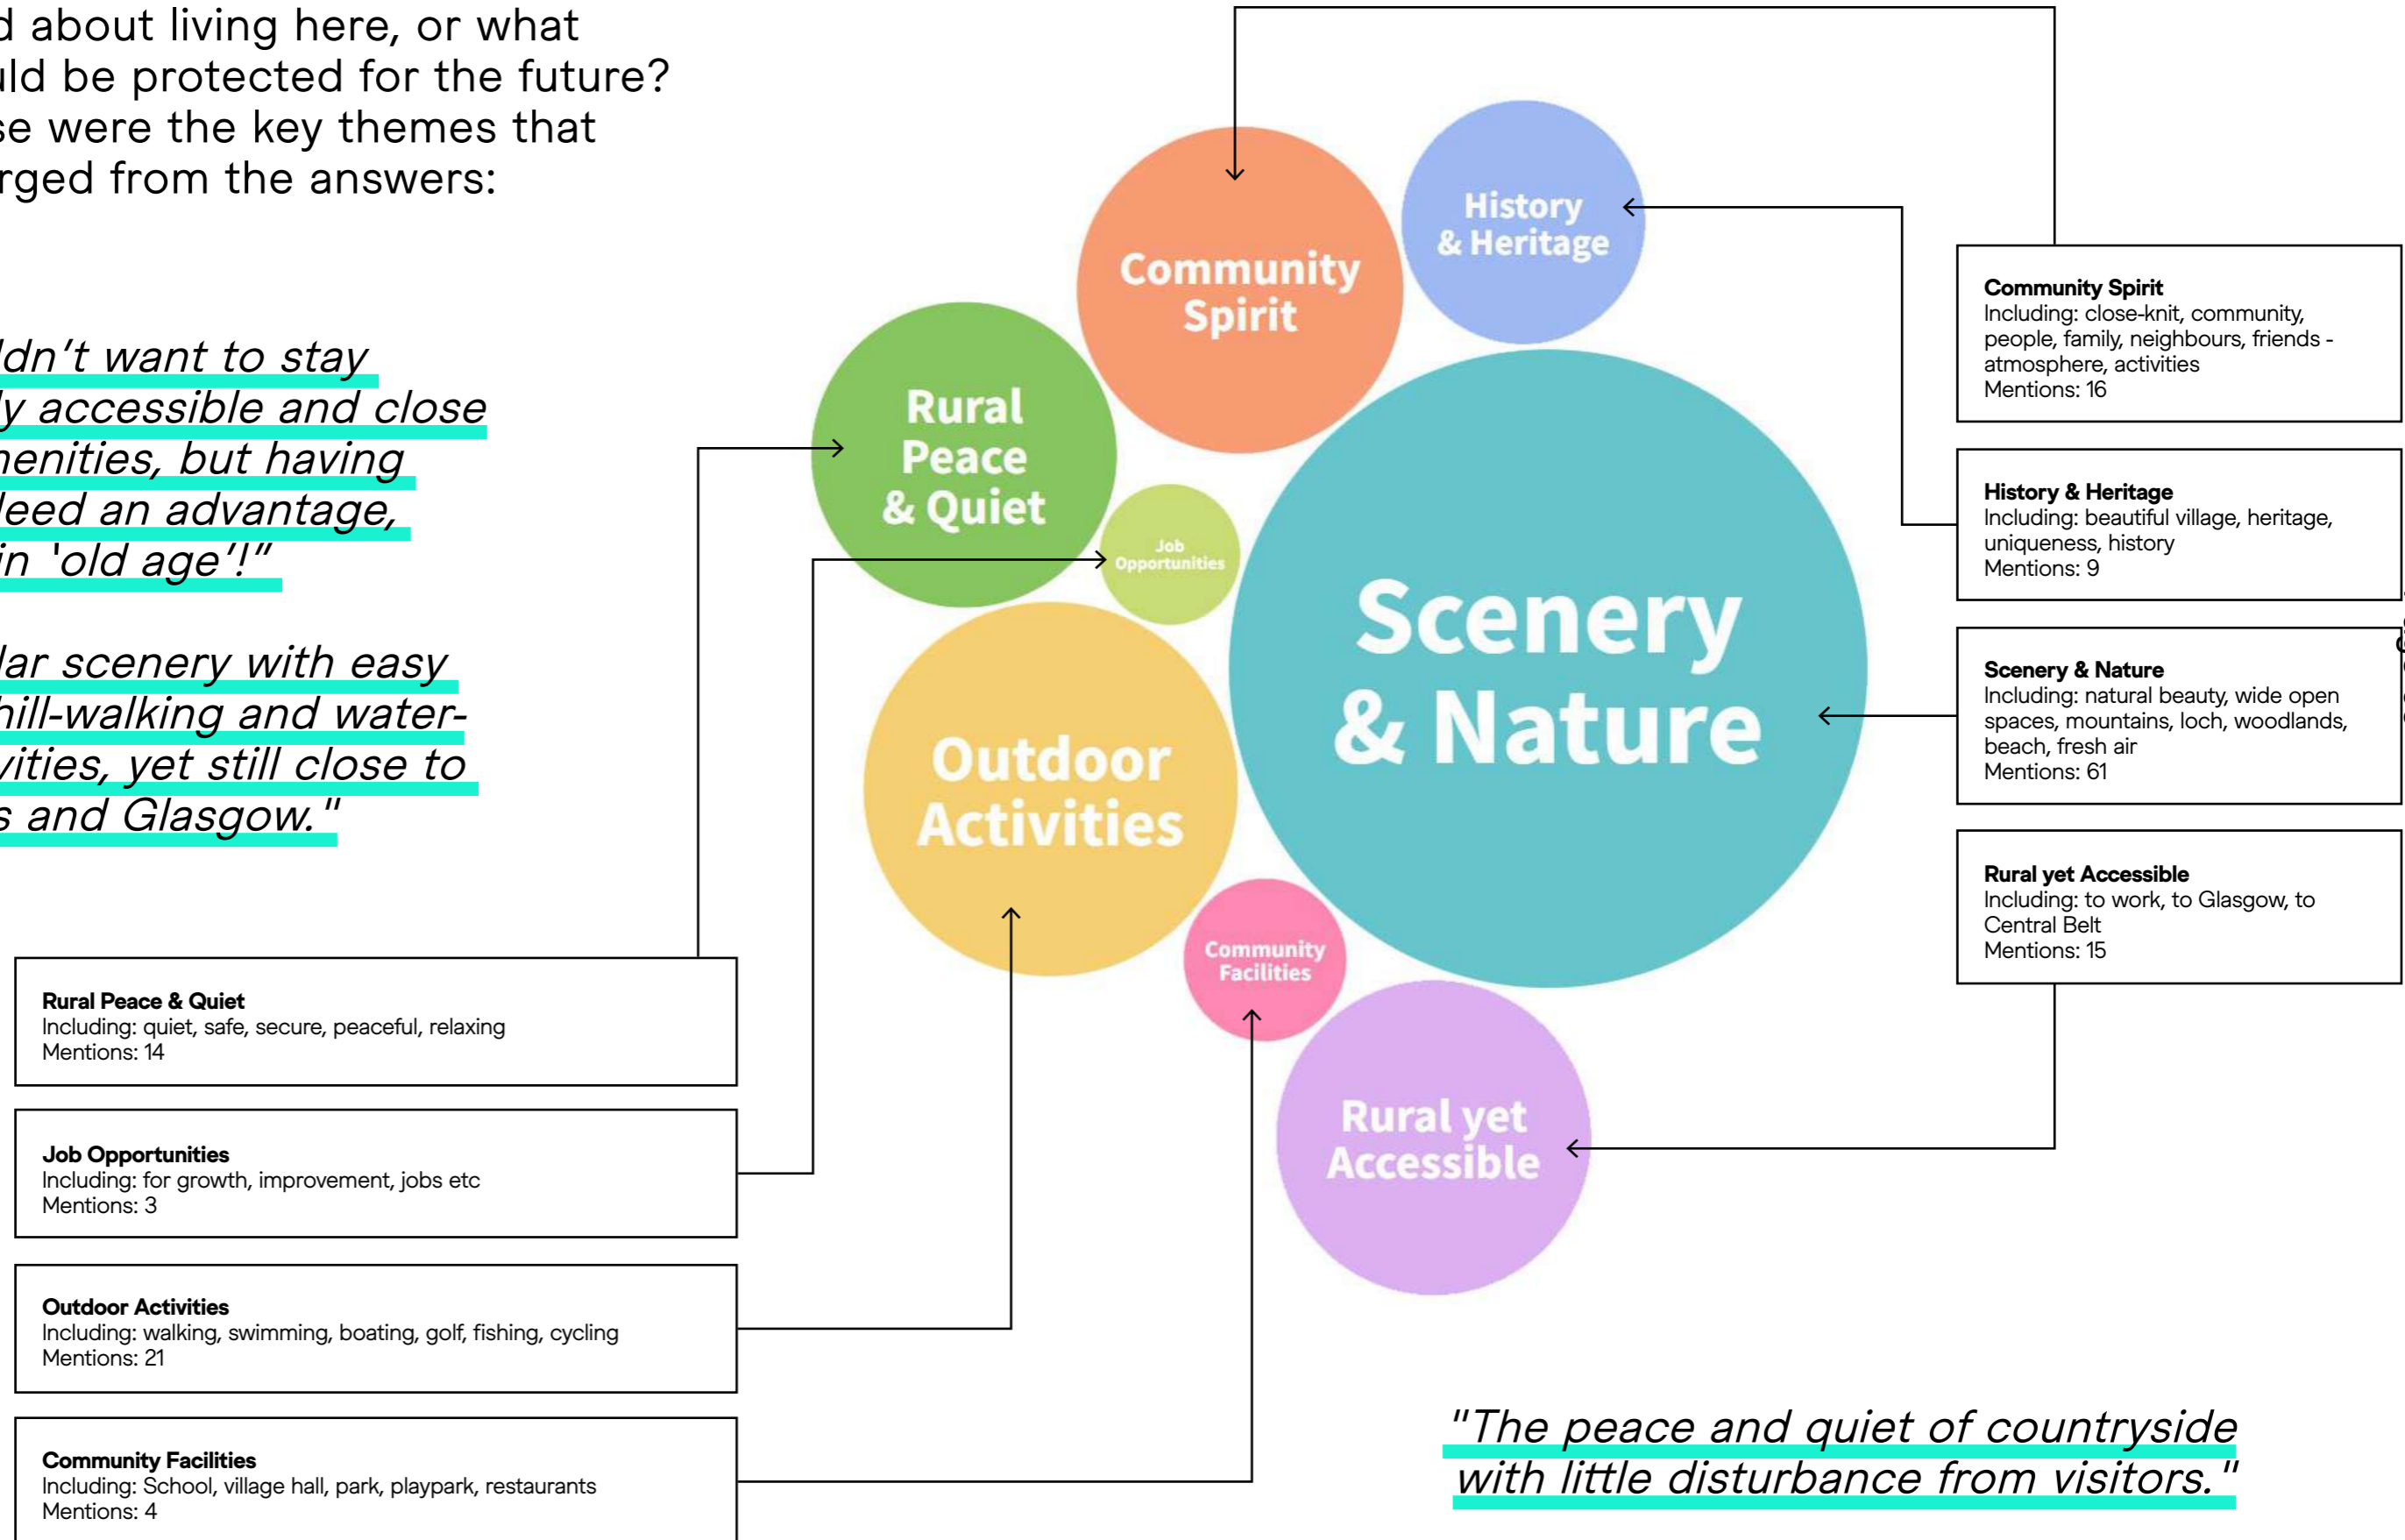 about living here, or what
be protected for the future?
were the key themes that
from the answers:
want to stay
accessible and close
but having
an advantage,
in 'old age'!"
scenery with easy
hill-walking and water-
yet still close to
and Glasgow."
Rural Peace & Quiet
Including: quiet, safe, secure, peaceful, relaxing
Mentions: 14
Job Opportunities
Including: for growth, improvement, jobs etc
Mentions: 3
Outdoor Activities
Including: walking, swimming, boating, golf, fishing, cycling
Mentions: 21
Community Facilities
Including: School, village hall, park, playpark, restaurants
Mentions: 4
Community
Spirit
History
& Heritage
Rural
Peace
& Quiet
Job
Opportunities
Scenery
& Nature
Outdoor
Activities
Community
Facilities
Rural yet
Accessible
Community Spirit
Including: close-knit, community,
people, family, neighbours, friends -
atmosphere, activities
Mentions: 16
History & Heritage
Including: beautiful village, heritage,
uniqueness, history
Mentions: 9
Scenery & Nature
Including: natural beauty, wide open
spaces, mountains, loch, woodlands,
beach, fresh air
Mentions: 61
Rural yet Accessible
Including: to work, to Glasgow, to
Central Belt
Mentions: 15
"The peace and quiet of countryside
with little disturbance from visitors."